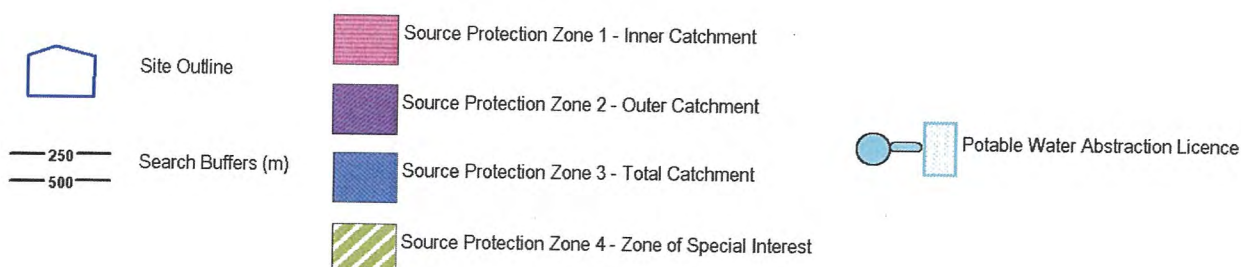 Site Outline
250
500
Search Buffers (m)
Source Protection Zone 1 - Inner Catchment
Source Protection Zone 2 - Outer Catchment
Source Protection Zone 3 - Total Catchment
Source Protection Zone 4 - Zone of Special Interest
Potable Water Abstraction Licence